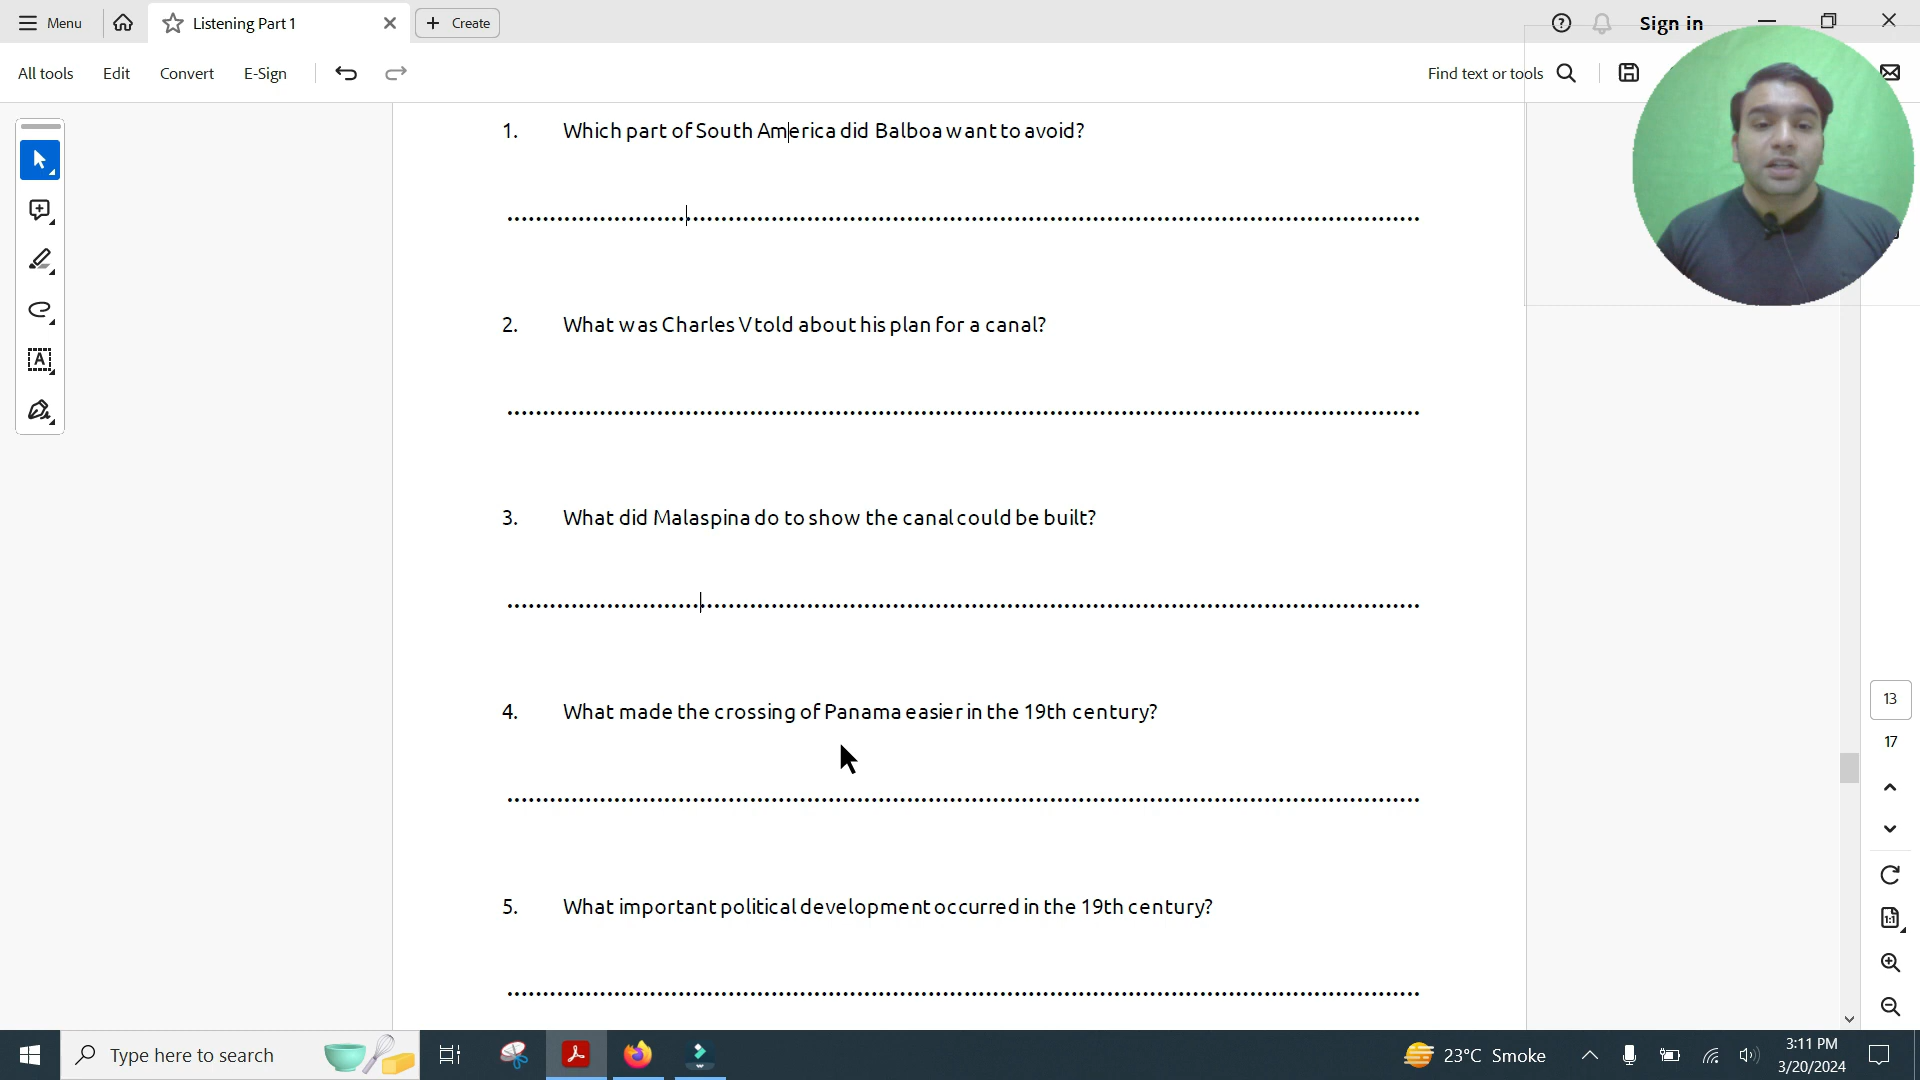 Menu
Listening Part 1
Create
Sign in
All tools
Edit
Convert
E-Sign
Find text or tools
1. Which part of South America did Balboa want to avoid?
2. What was Charles V told about his plan for a canal?
3. What did Malaspina do to show the canal could be built?
4. What made the crossing of Panama easier in the 19th century?
5. What important political development occurred in the 19th century?
13
17
Type here to search
23°C Smoke
3:11 PM
3/20/2024